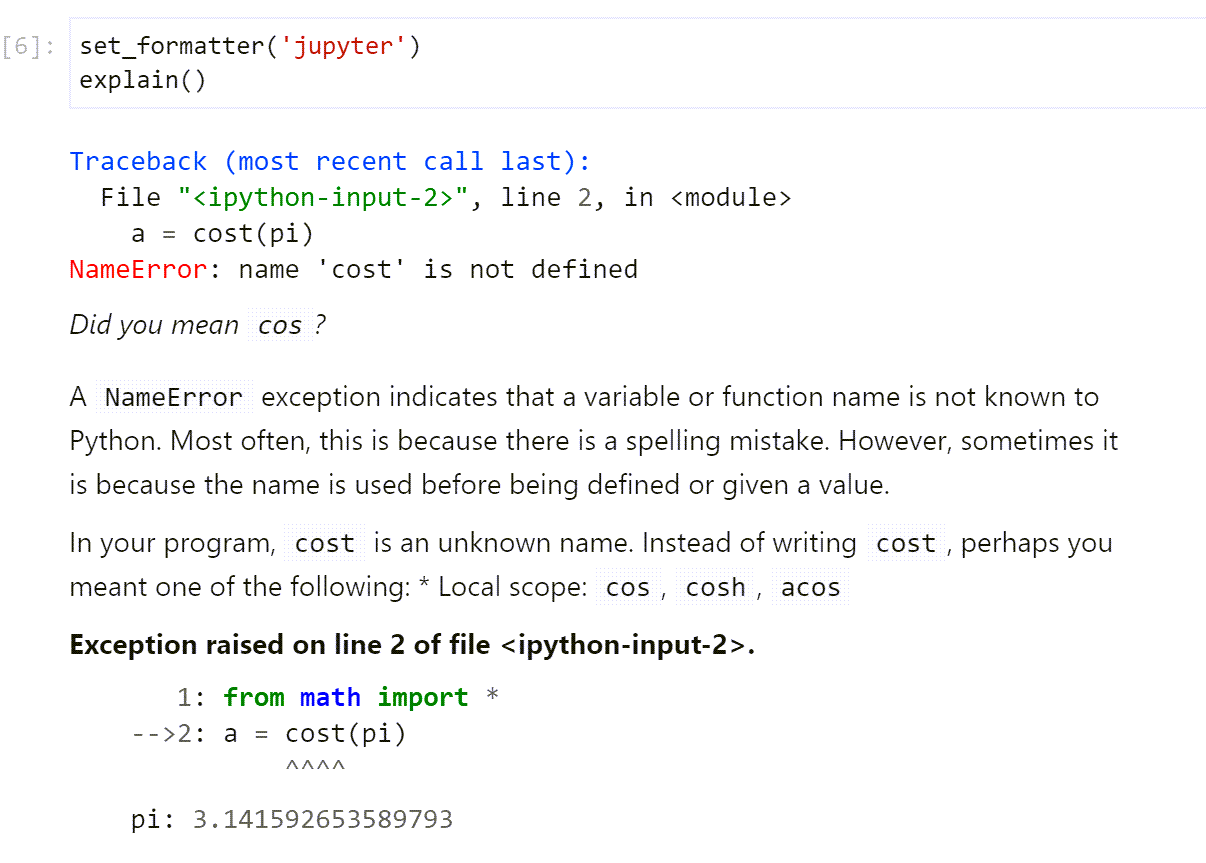 [6]: set_formatter('jupyter')
explain()
Traceback (most recent call last):
  File "<ipython-input-2>", line 2, in <module>
    a = cost(pi)
NameError: name 'cost' is not defined
Did you mean cos ?
A NameError exception indicates that a variable or function name is not known to
Python. Most often, this is because there is a spelling mistake. However, sometimes it
is because the name is used before being defined or given a value.
In your program, cost is an unknown name. Instead of writing cost , perhaps you
meant one of the following: * Local scope: cos , cosh , acos
Exception raised on line 2 of file <ipython-input-2>.
   1: from math import *
-->2: a = cost(pi)
          ^^^^
pi: 3.141592653589793